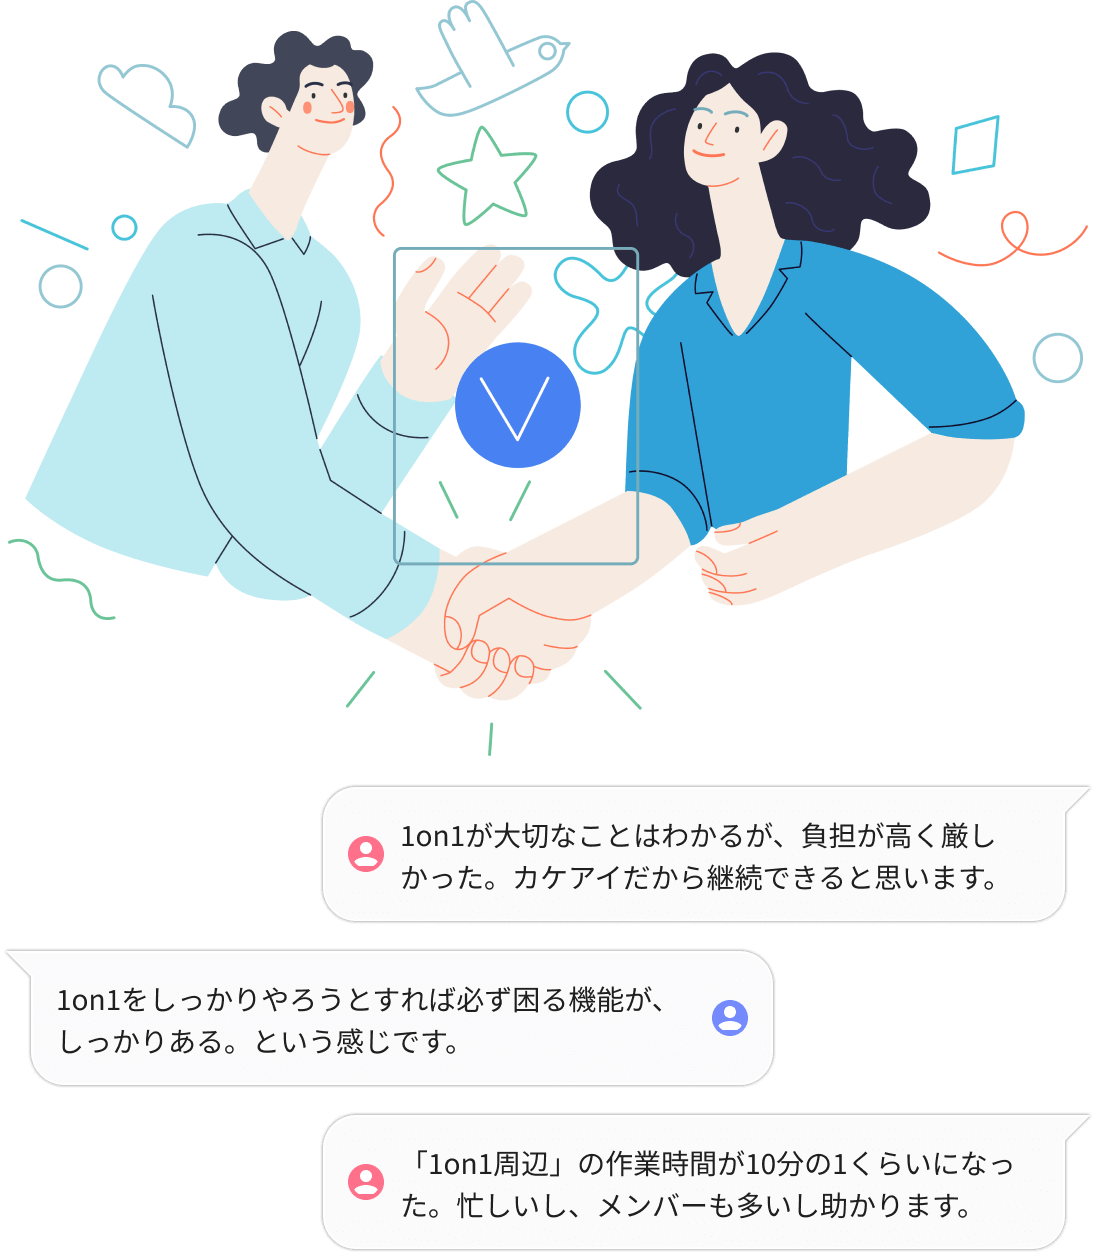 1on1が大切なことはわかるが、負担が高く厳し
かった。カケアイだから継続できると思います。
1on1をしっかりやろうとすれば必ず困る機能が、
しっかりある。という感じです。
「1on1周辺」の作業時間が10分の1くらいになっ
た。忙しいし、メンバーも多いし助かります。